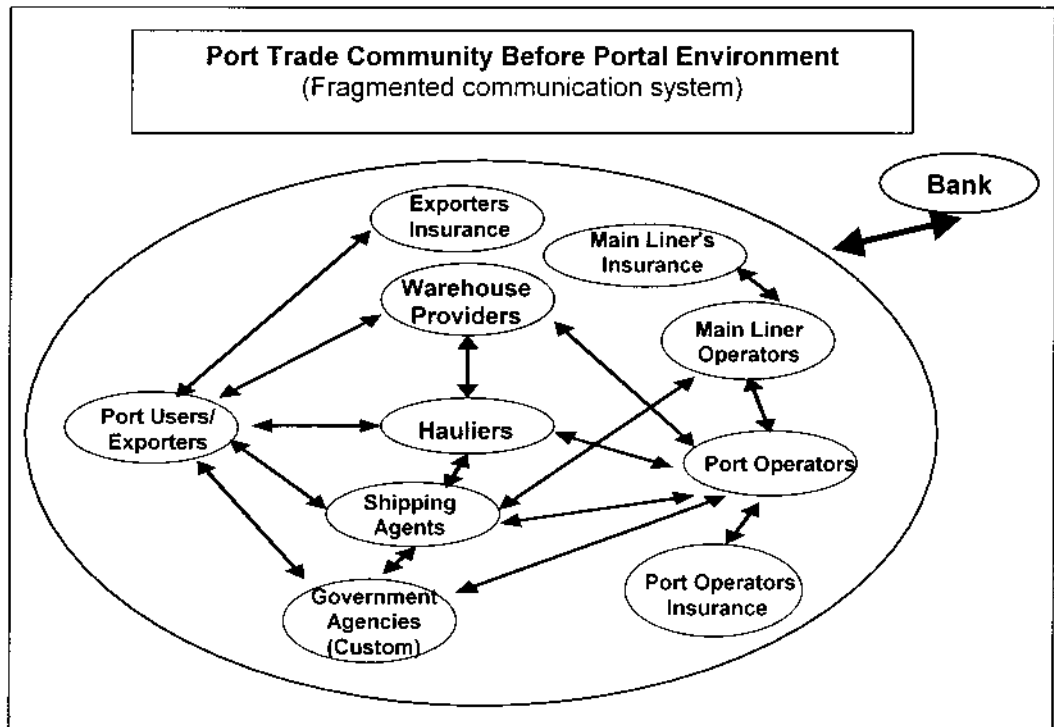 Port Trade Community Before Portal Environment
(Fragmented communication system)
Bank
Exporters
Insurance
Main Liner's
Insurance
Warehouse
Providers
Main Liner
Operators
Port Users/
Exporters
Hauliers
Port Operators
Shipping
Agents
Government
Agencies
(Custom)
Port Operators
Insurance